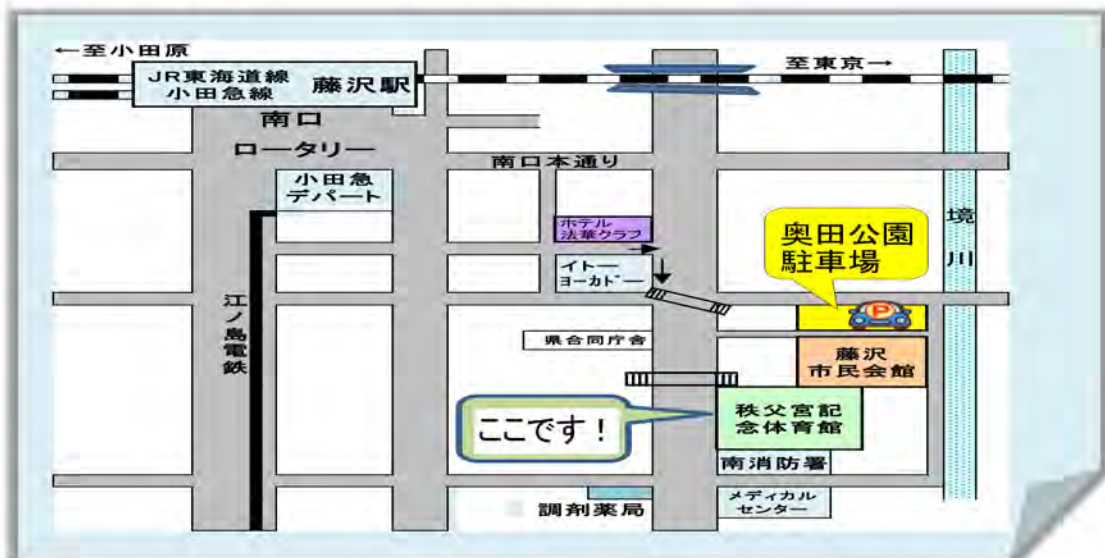 ←至小田原
JR東海道線
小田急線
藤沢駅
至東京→
南口
ロータリー
南口本通り
小田急
デパート
ホテル
法華クラブ
イトー
ヨーカドー
奥田公園
駐車場
境川
P
江ノ島電鉄
県合同庁舎
藤沢
市民会館
ここです!
秩父宮記
念体育館
南消防署
調剤薬局
メディカル
センター